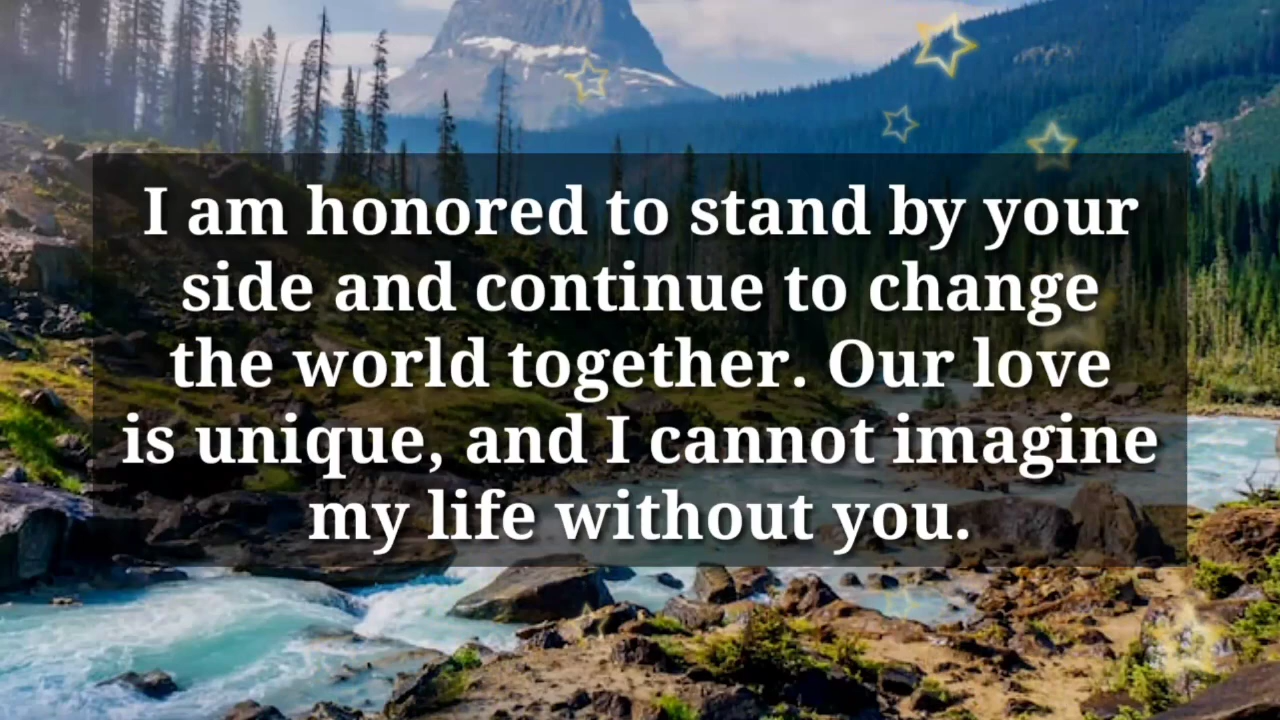 I am honored to stand by your
side and continue to change
the world together. Our love
is unique, and I cannot imagine
my life without you.